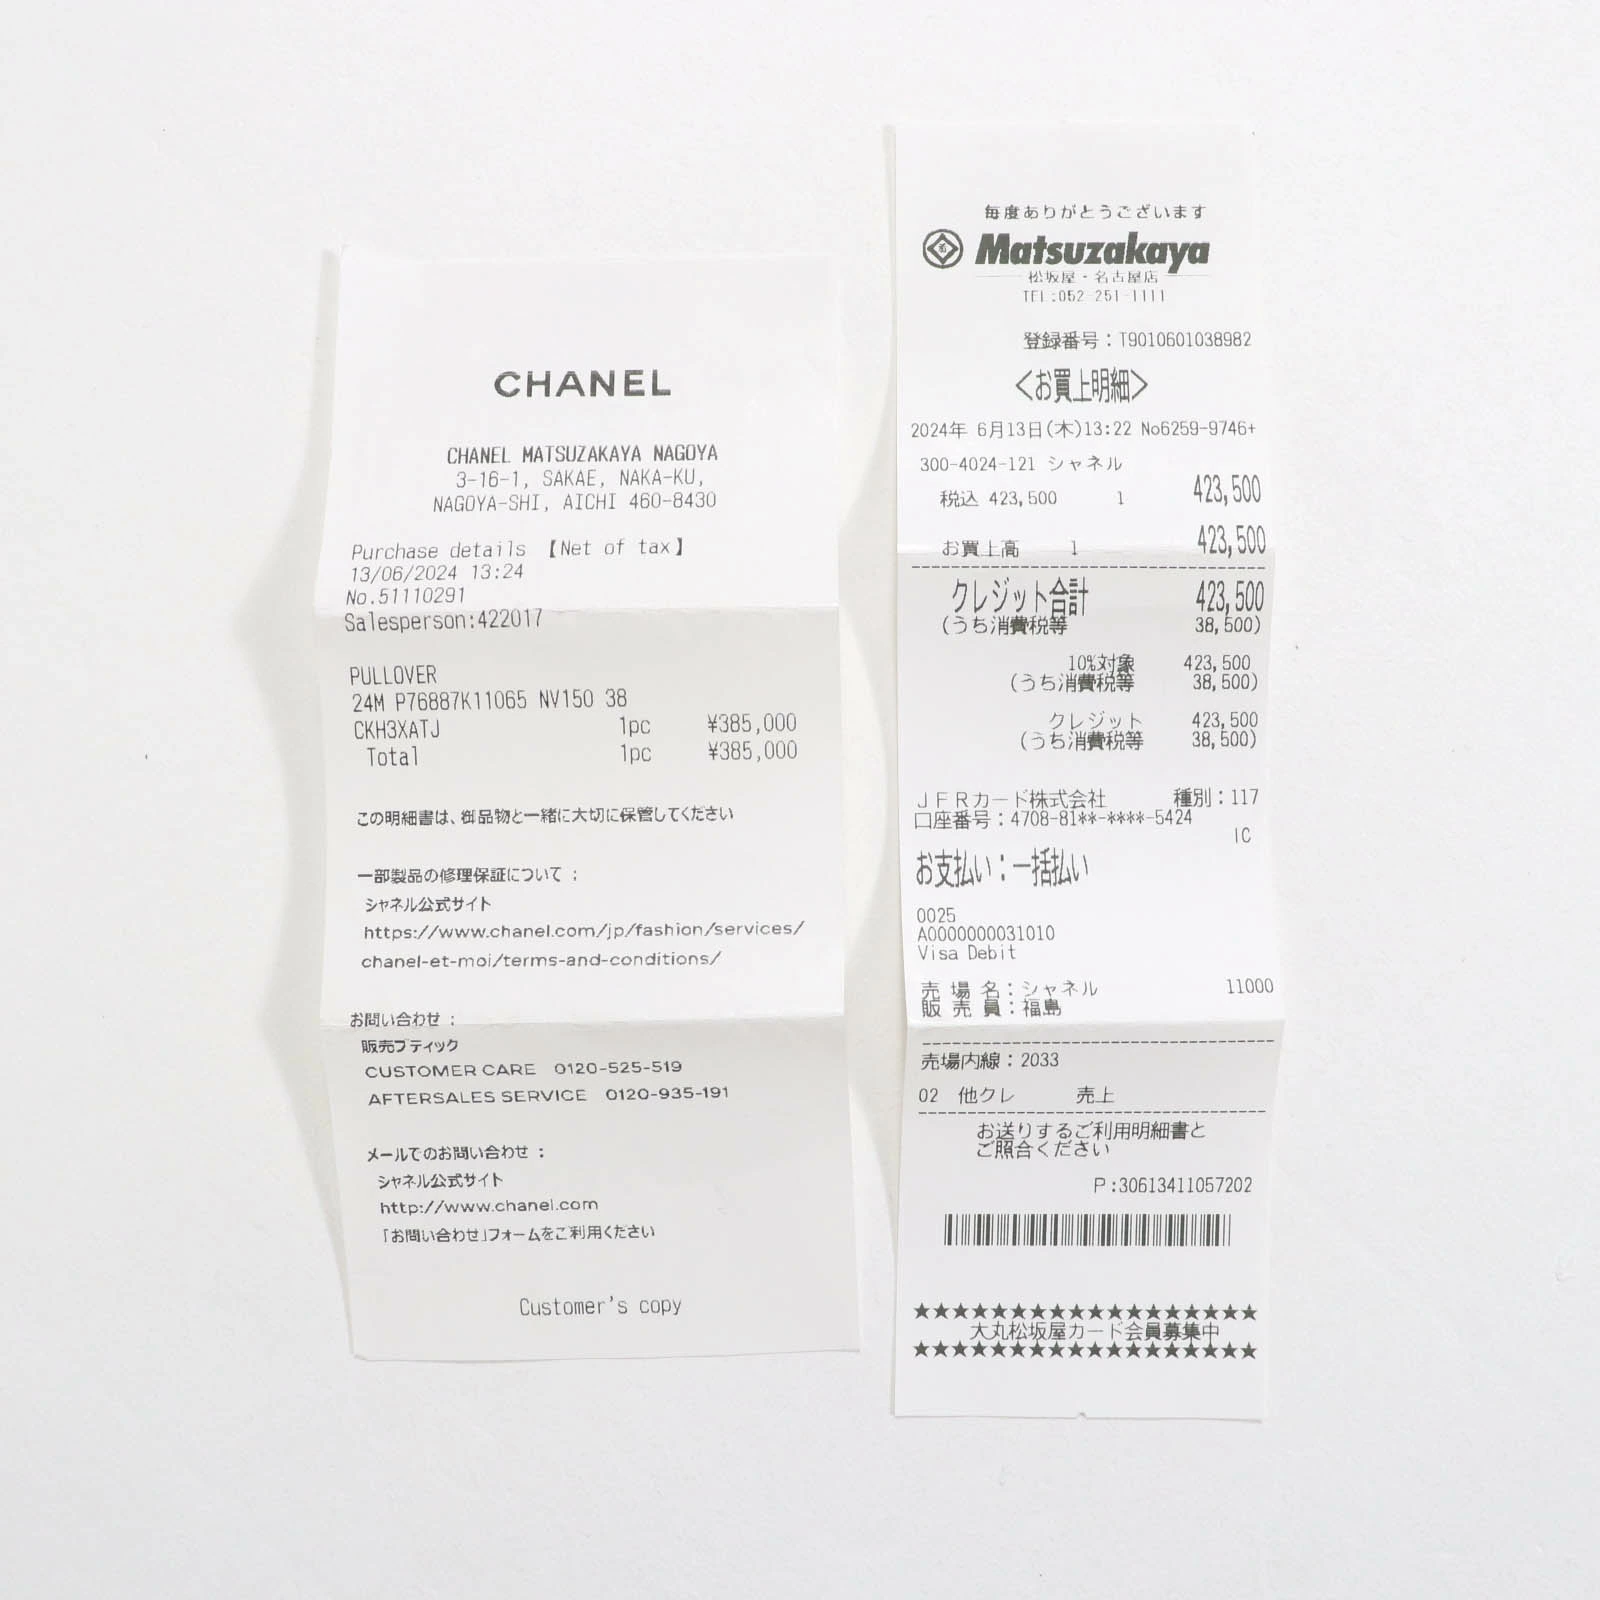 CHANEL
CHANEL MATSUZAKAYA NAGOYA
3-16-1, SAKAE, NAKA-KU,
NAGOYA-SHI, AICHI 460-8430
Purchase details 【Net of tax】
13/06/2024 13:24
No.51110291
Salesperson:422017
PULLOVER
24M P76887K11065 NV150 38
CKH3XATJ 1pc ¥385,000
Total 1pc ¥385,000
この明細書は、御品物と一緒に大切に保管してください
一部製品の修理保証について :
シャネル公式サイト
https://www.chanel.com/jp/fashion/services/
chanel-et-moi/terms-and-conditions/
お問い合わせ :
販売ブティック
CUSTOMER CARE 0120-525-519
AFTERSALES SERVICE 0120-935-191
メールでのお問い合わせ :
シャネル公式サイト
http://www.chanel.com
「お問い合わせ」フォームをご利用ください
Customer's copy
毎度ありがとうございます
Matsuzakaya
松坂屋・名古屋店
TEL:052-251-1111
登録番号:T9010601038982
<お買上明細>
2024年 6月13日(木)13:22 No6259-9746+
300-4024-121 シャネル
税込 423,500 1 423,500
お買上高 1 423,500
クレジット合計 423,500
(うち消費税等 38,500)
10%対象 423,500
(うち消費税等 38,500)
クレジット 423,500
(うち消費税等 38,500)
JFRカード株式会社 種別:117
口座番号:4708-81**-****-5424
IC
お支払い:一括払い
0025
A0000000031010
Visa Debit
売 場 名:シャネル 11000
販 売 員:福島
売場内線:2033
02 他クレ 売上
お送りするご利用明細書と
ご照合ください
P:30613411057202
★★★★★★★★★★★★★★★★★★
大丸松坂屋カード会員募集中
★★★★★★★★★★★★★★★★★★